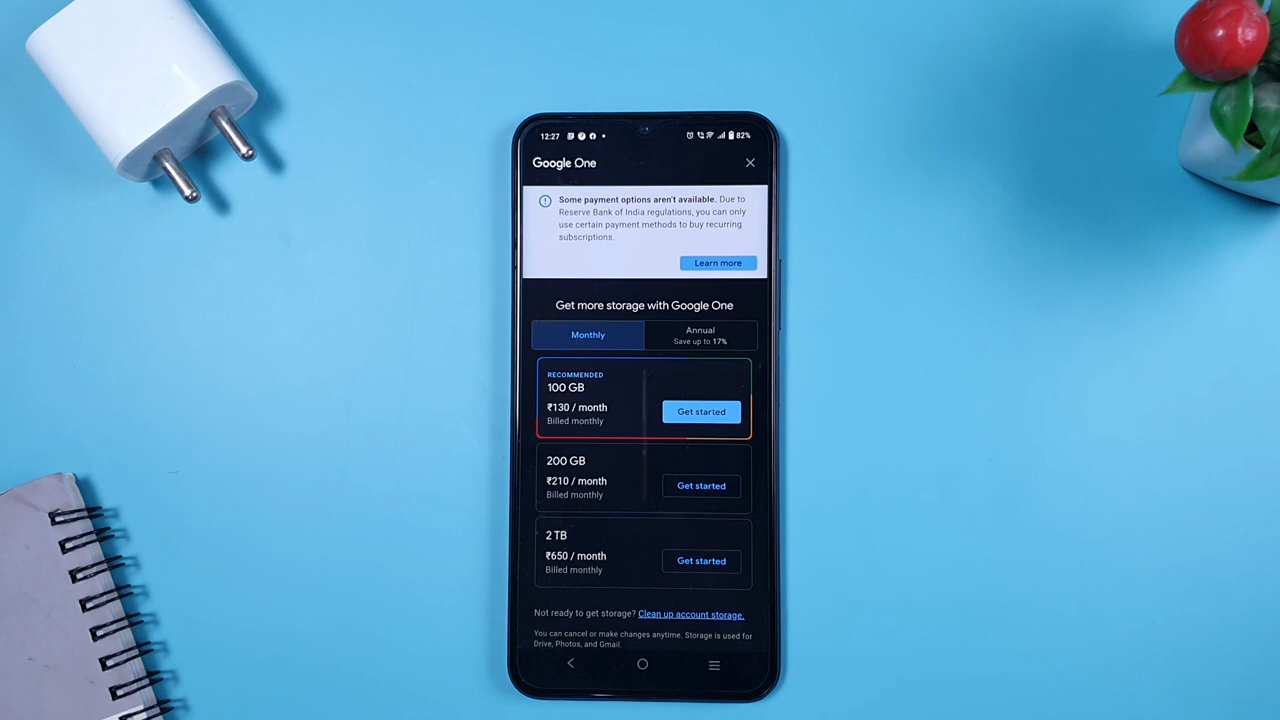 12:27
82%
Google One
Some payment options aren't available. Due to
Reserve Bank of India regulations, you can only
use certain payment methods to buy recurring
subscriptions.
Learn more
Get more storage with Google One
Monthly
Annual
Save up to 17%
RECOMMENDED
100 GB
₹130 / month
Billed monthly
Get started
200 GB
₹210 / month
Billed monthly
Get started
2 TB
₹650 / month
Billed monthly
Get started
Not ready to get storage? Clean up account storage.
You can cancel or make changes anytime. Storage is used for
Drive, Photos, and Gmail.